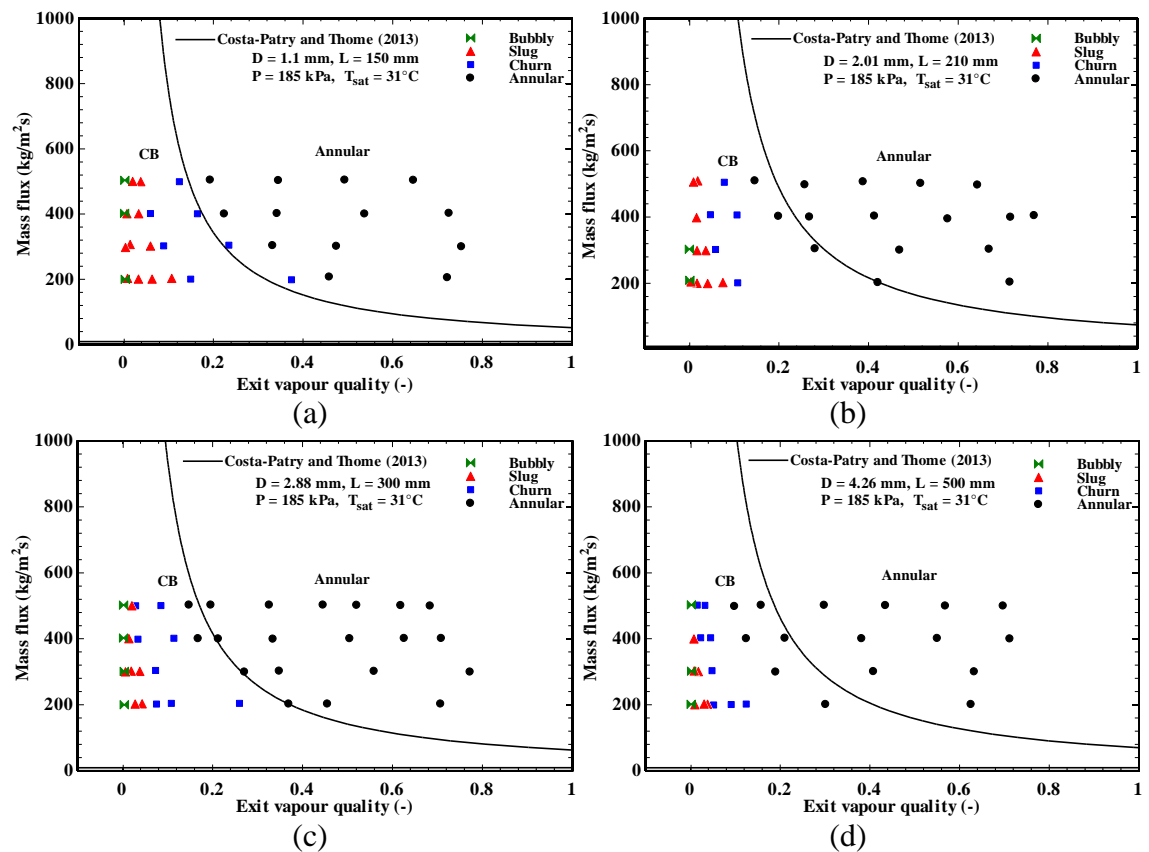 1000
800
600
400
200
0
Mass flux (kg/m²s)
Costa-Patry and Thome (2013)
D = 1.1 mm, L = 150 mm
P = 185 kPa, T_sat = 31°C
Bubbly
Slug
Churn
Annular
CB
Annular
0 0.2 0.4 0.6 0.8 1
Exit vapour quality (-)
(a)
1000
800
600
400
200
0
Mass flux (kg/m²s)
Costa-Patry and Thome (2013)
D = 2.01 mm, L = 210 mm
P = 185 kPa, T_sat = 31°C
Bubbly
Slug
Churn
Annular
CB
Annular
0 0.2 0.4 0.6 0.8 1
Exit vapour quality (-)
(b)
1000
800
600
400
200
0
Mass flux (kg/m²s)
Costa-Patry and Thome (2013)
D = 2.88 mm, L = 300 mm
P = 185 kPa, T_sat = 31°C
Bubbly
Slug
Churn
Annular
CB
Annular
0 0.2 0.4 0.6 0.8 1
Exit vapour quality (-)
(c)
1000
800
600
400
200
0
Mass flux (kg/m²s)
Costa-Patry and Thome (2013)
D = 4.26 mm, L = 500 mm
P = 185 kPa, T_sat = 31°C
Bubbly
Slug
Churn
Annular
CB
Annular
0 0.2 0.4 0.6 0.8 1
Exit vapour quality (-)
(d)